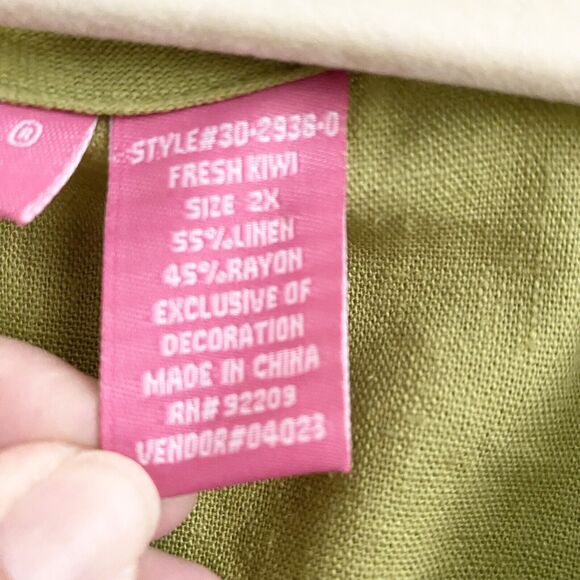 ®
STYLE#30-2936-0
FRESH KIWI
SIZE 2X
55%LINEN
45%RAYON
EXCLUSIVE OF
DECORATION
MADE IN CHINA
RN# 92209
VENDOR#04023